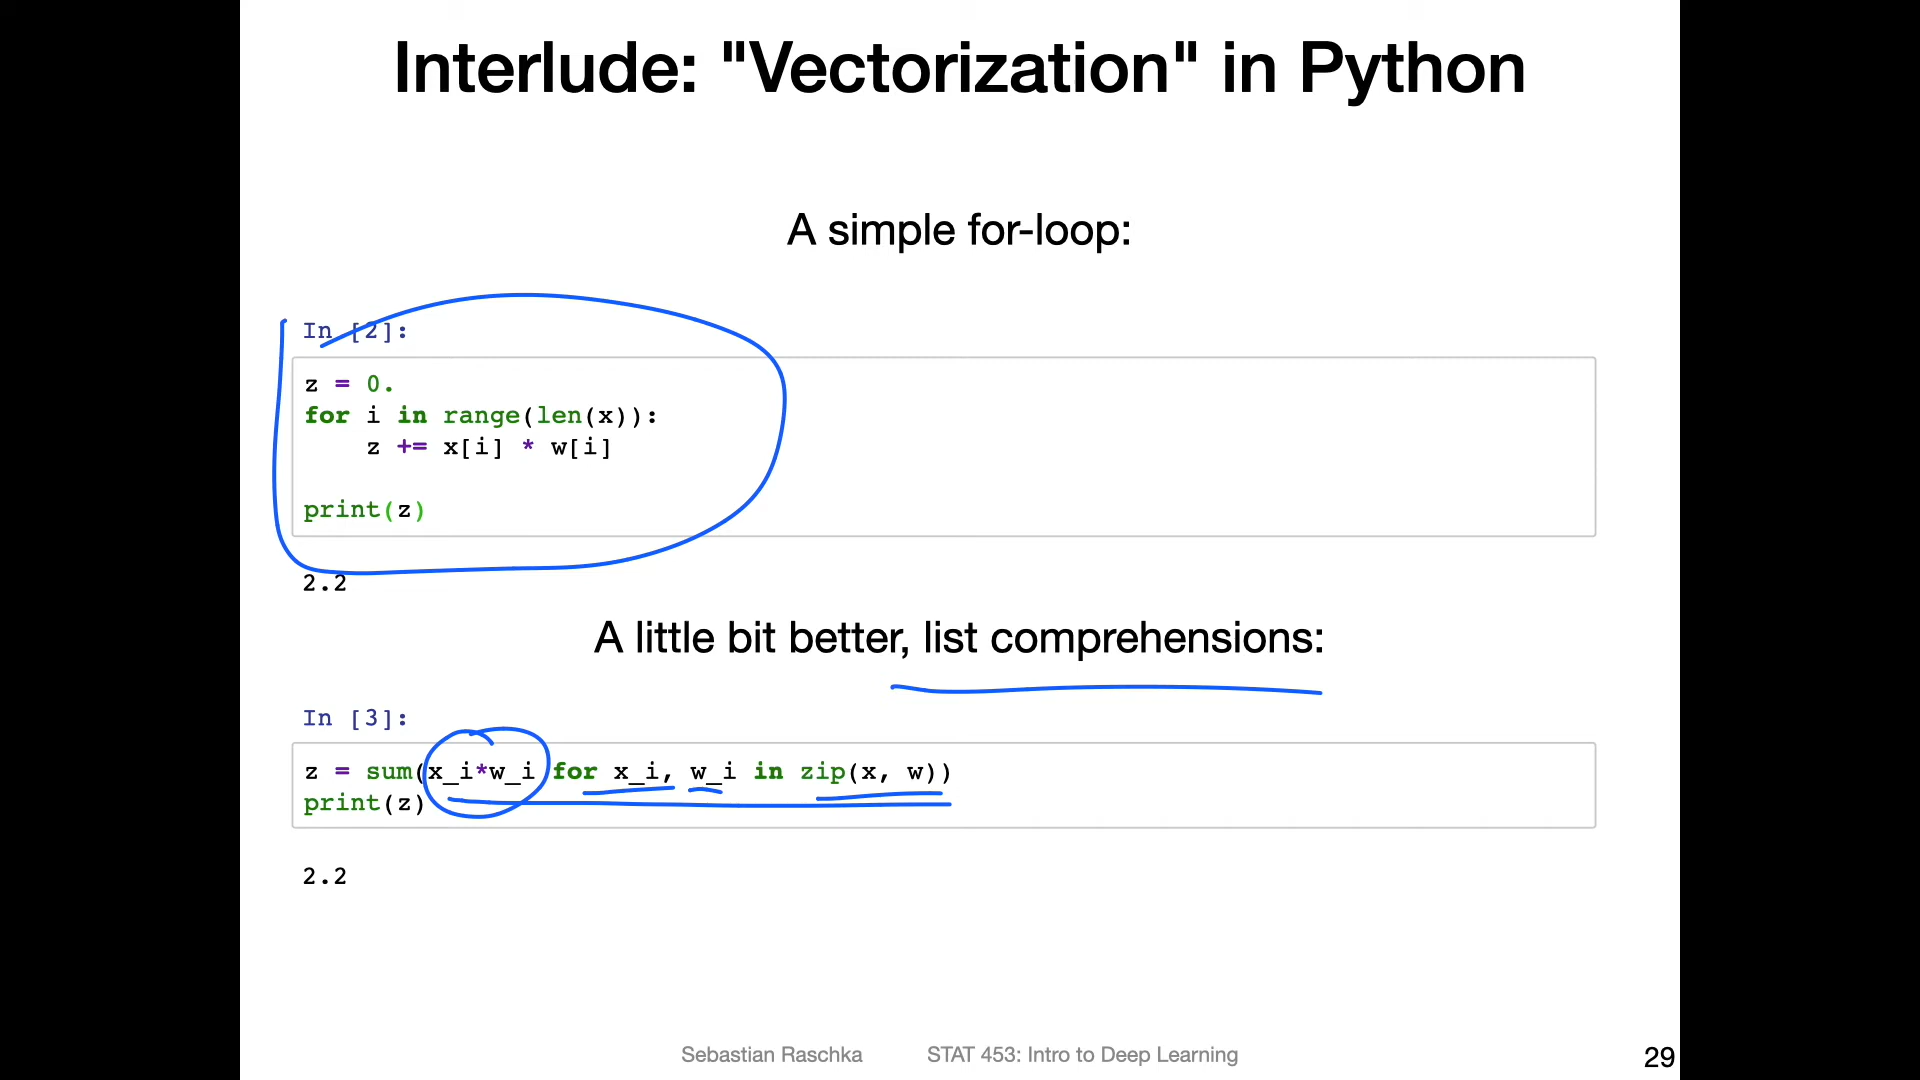 Interlude: "Vectorization" in Python
A simple for-loop:
In [2]:
z = 0.
for i in range(len(x)):
    z += x[i] * w[i]
print(z)
2.2
A little bit better, list comprehensions:
In [3]:
z = sum(x_i*w_i for x_i, w_i in zip(x, w))
print(z)
2.2
Sebastian Raschka STAT 453: Intro to Deep Learning 29